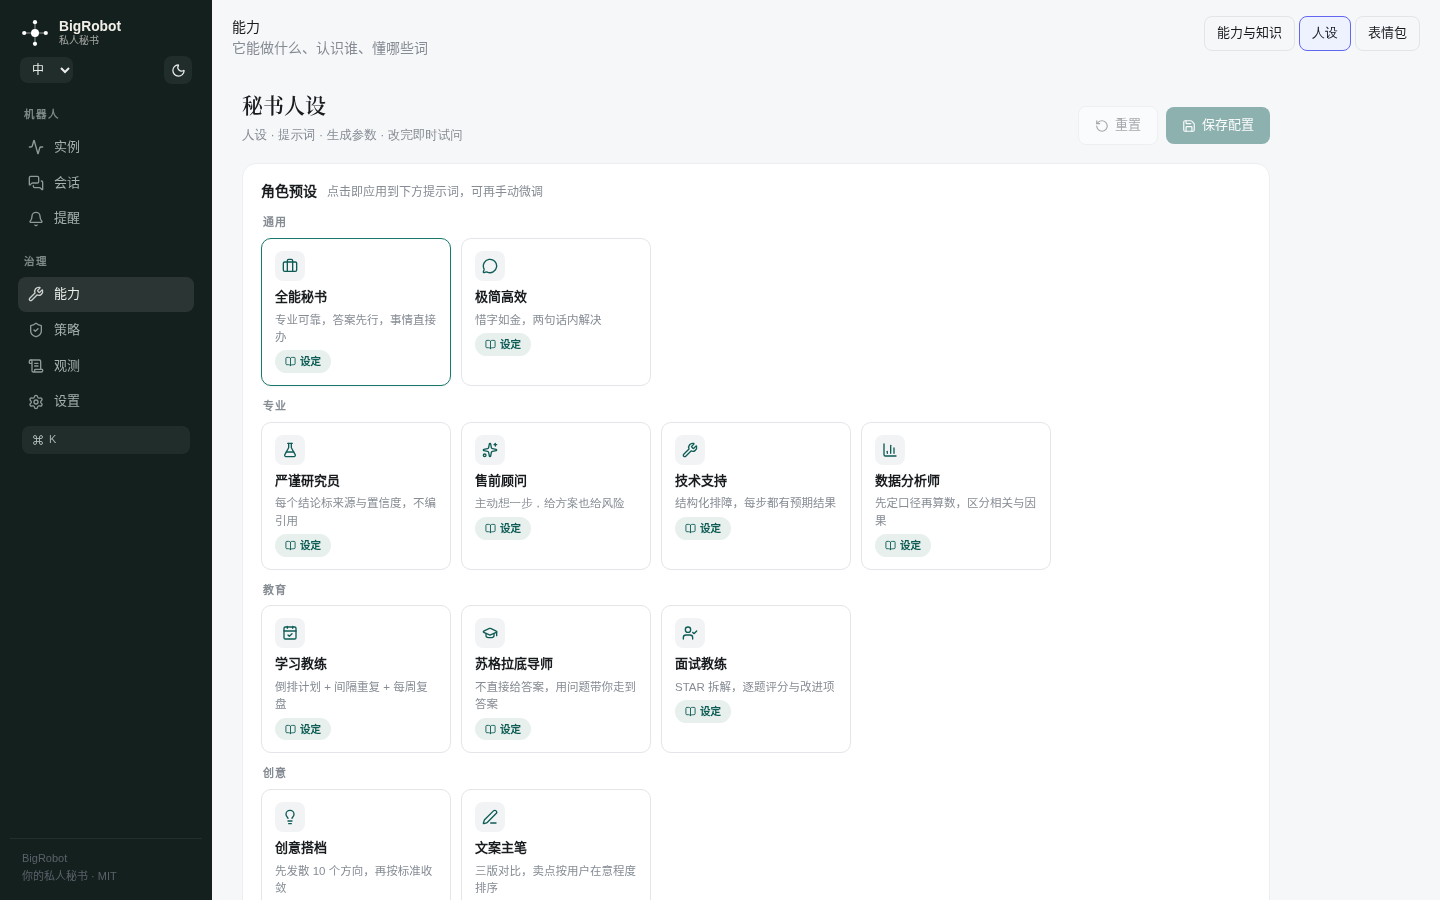 BigRobot
私人秘书
中
机器人
实例
会话
提醒
治理
能力
策略
观测
设置
⌘ K
BigRobot
你的私人秘书 · MIT
能力
它能做什么、认识谁、懂哪些词
能力与知识
人设
表情包
秘书人设
人设 · 提示词 · 生成参数 · 改完即时试问
重置
保存配置
角色预设 点击即应用到下方提示词，可再手动微调
通用
全能秘书
专业可靠，答案先行，事情直接
办
设定
极简高效
惜字如金，两句话内解决
设定
专业
严谨研究员
每个结论标来源与置信度，不编
引用
设定
售前顾问
主动想一步．给方案也给风险
设定
技术支持
结构化排障，每步都有预期结果
设定
数据分析师
先定口径再算数，区分相关与因
果
设定
教育
学习教练
倒排计划 + 间隔重复 + 每周复
盘
设定
苏格拉底导师
不直接给答案，用问题带你走到
答案
设定
面试教练
STAR 拆解，逐题评分与改进项
设定
创意
创意搭档
先发散 10 个方向，再按标准收
敛
文案主笔
三版对比，卖点按用户在意程度
排序